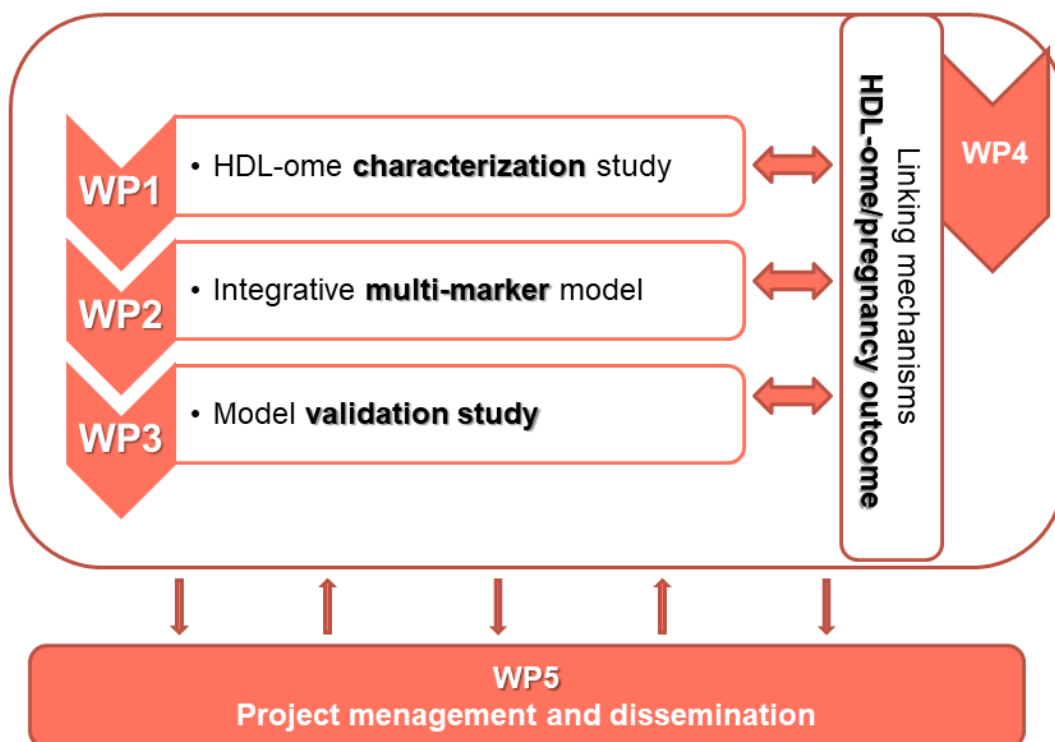 WP1
• HDL-ome characterization study
WP2
• Integrative multi-marker model
WP3
• Model validation study
Linking mechanisms
HDL-ome/pregnancy outcome
WP4
WP5
Project menagement and dissemination